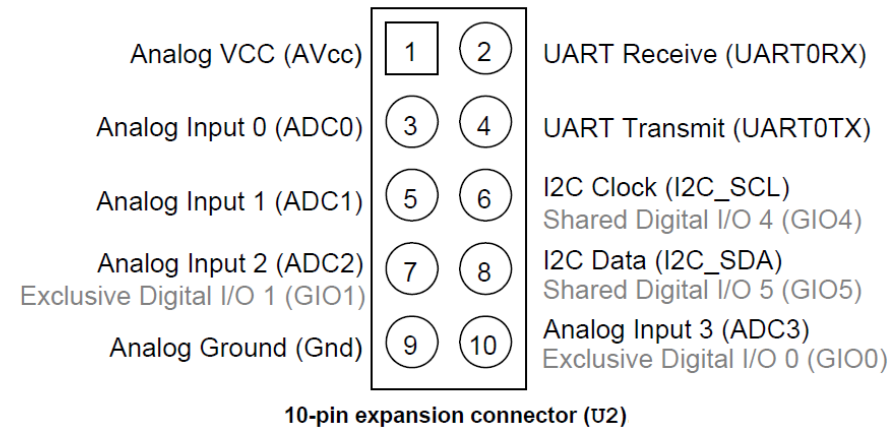 Analog VCC (AVcc) 1 2 UART Receive (UART0RX)
Analog Input 0 (ADC0) 3 4 UART Transmit (UART0TX)
Analog Input 1 (ADC1) 5 6 I2C Clock (I2C_SCL)
Shared Digital I/O 4 (GIO4)
Analog Input 2 (ADC2) 7 8 I2C Data (I2C_SDA)
Exclusive Digital I/O 1 (GIO1) Shared Digital I/O 5 (GIO5)
Analog Ground (Gnd) 9 10 Analog Input 3 (ADC3)
Exclusive Digital I/O 0 (GIO0)
10-pin expansion connector (U2)